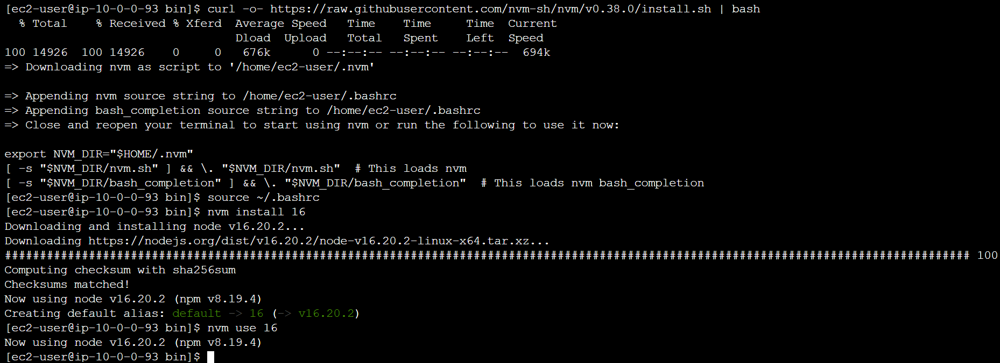 [ec2-user@ip-10-0-0-93 bin]$ curl -o- https://raw.githubusercontent.com/nvm-sh/nvm/v0.38.0/install.sh | bash
  % Total    % Received % Xferd  Average Speed   Time    Time     Time  Current
                                 Dload  Upload   Total   Spent    Left  Speed
100 14926  100 14926    0     0   676k      0 --:--:-- --:--:-- --:--:--  694k
=> Downloading nvm as script to '/home/ec2-user/.nvm'

=> Appending nvm source string to /home/ec2-user/.bashrc
=> Appending bash_completion source string to /home/ec2-user/.bashrc
=> Close and reopen your terminal to start using nvm or run the following to use it now:

export NVM_DIR="$HOME/.nvm"
[ -s "$NVM_DIR/nvm.sh" ] && \. "$NVM_DIR/nvm.sh"  # This loads nvm
[ -s "$NVM_DIR/bash_completion" ] && \. "$NVM_DIR/bash_completion"  # This loads nvm bash_completion
[ec2-user@ip-10-0-0-93 bin]$ source ~/.bashrc
[ec2-user@ip-10-0-0-93 bin]$ nvm install 16
Downloading and installing node v16.20.2...
Downloading https://nodejs.org/dist/v16.20.2/node-v16.20.2-linux-x64.tar.xz...
########################################################################################################################################## 100
Computing checksum with sha256sum
Checksums matched!
Now using node v16.20.2 (npm v8.19.4)
Creating default alias: default -> 16 (-> v16.20.2)
[ec2-user@ip-10-0-0-93 bin]$ nvm use 16
Now using node v16.20.2 (npm v8.19.4)
[ec2-user@ip-10-0-0-93 bin]$